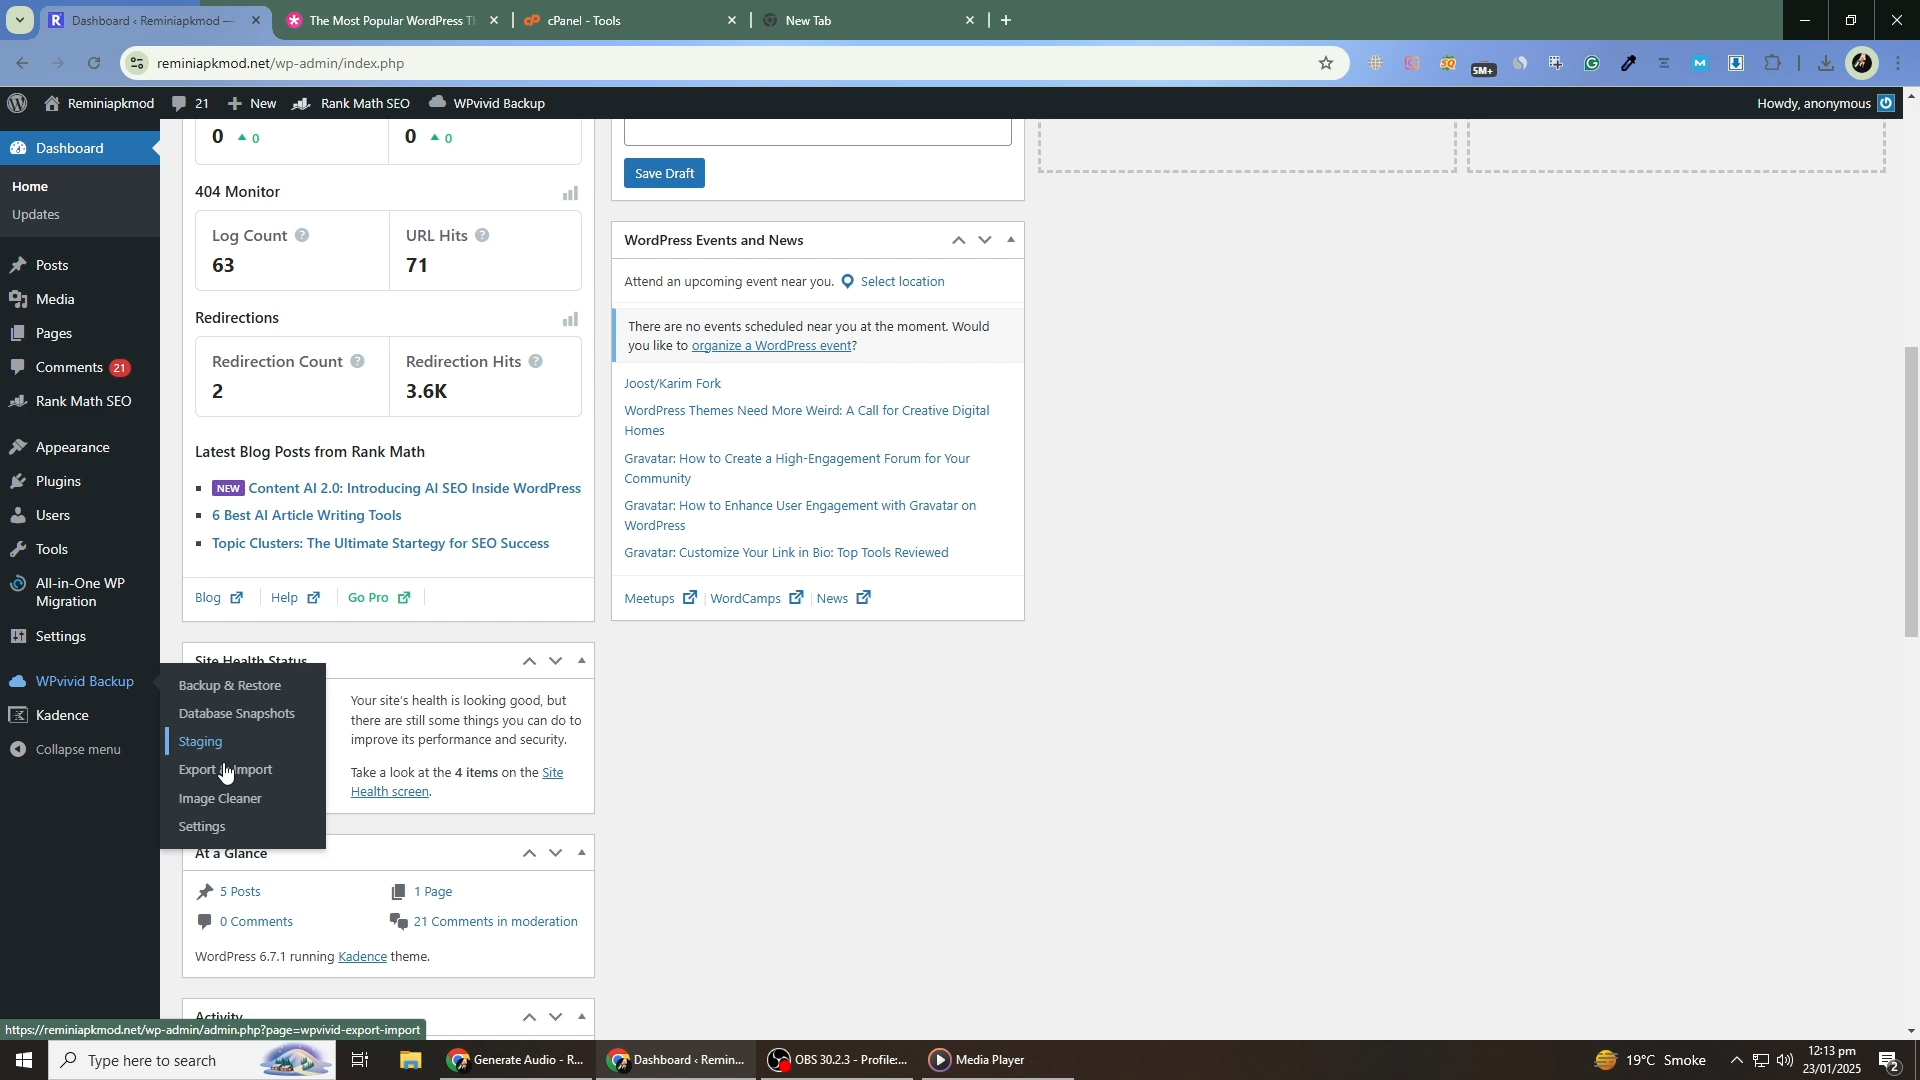 Dashboard ‹ Reminiapkmod —
The Most Popular WordPress Th
cPanel - Tools
New Tab
reminiapkmod.net/wp-admin/index.php
5M+
Reminiapkmod
21
New
Rank Math SEO
WPvivid Backup
Howdy, anonymous
Dashboard
Home
Updates
Posts
Media
Pages
Comments 21
Rank Math SEO
Appearance
Plugins
Users
Tools
All-in-One WP
Migration
Settings
WPvivid Backup
Kadence
Collapse menu
Backup & Restore
Database Snapshots
Staging
Export & Import
Image Cleaner
Settings
0 0
0 0
404 Monitor
Log Count
63
URL Hits
71
Redirections
Redirection Count
2
Redirection Hits
3.6K
Latest Blog Posts from Rank Math
NEW Content AI 2.0: Introducing AI SEO Inside WordPress
6 Best AI Article Writing Tools
Topic Clusters: The Ultimate Startegy for SEO Success
Blog
Help
Go Pro
Site Health Status
Your site's health is looking good, but
there are still some things you can do to
improve its performance and security.
Take a look at the 4 items on the Site
Health screen.
At a Glance
5 Posts
1 Page
0 Comments
21 Comments in moderation
WordPress 6.7.1 running Kadence theme.
Activity
Save Draft
WordPress Events and News
Attend an upcoming event near you. Select location
There are no events scheduled near you at the moment. Would
you like to organize a WordPress event?
Joost/Karim Fork
WordPress Themes Need More Weird: A Call for Creative Digital
Homes
Gravatar: How to Create a High-Engagement Forum for Your
Community
Gravatar: How to Enhance User Engagement with Gravatar on
WordPress
Gravatar: Customize Your Link in Bio: Top Tools Reviewed
Meetups
WordCamps
News
https://reminiapkmod.net/wp-admin/admin.php?page=wpvivid-export-import
Type here to search
Generate Audio - R...
Dashboard ‹ Remin...
OBS 30.2.3 - Profile:...
Media Player
19°C Smoke
12:13 pm
23/01/2025
2